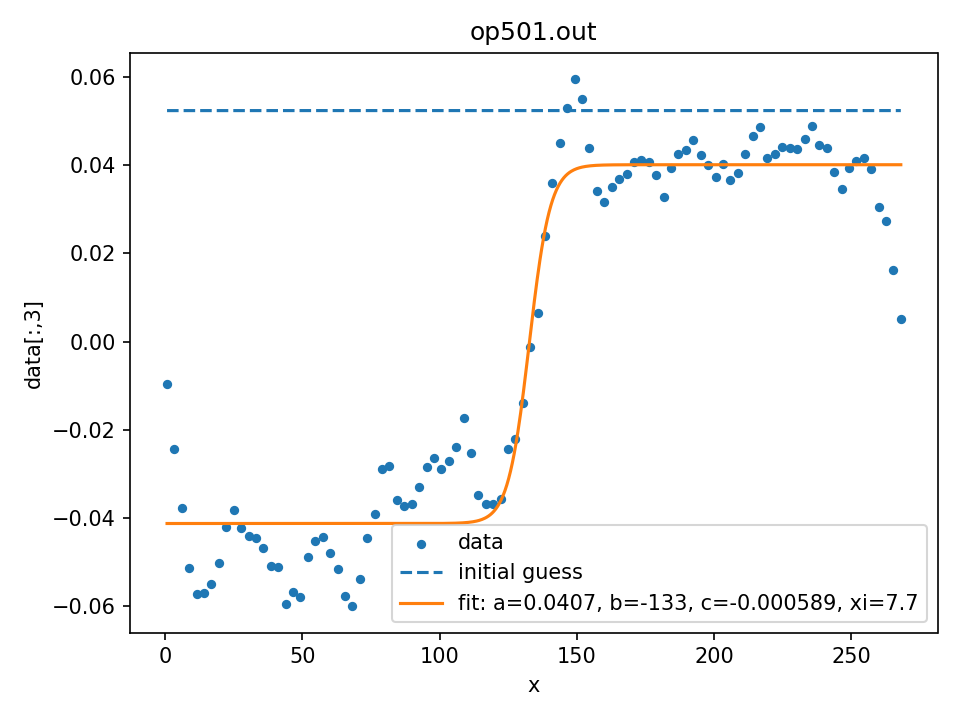 op501.out
0.06
0.04
0.02
0.00
−0.02
−0.04
−0.06
data[:,3]
data
initial guess
fit: a=0.0407, b=-133, c=-0.000589, xi=7.7
0
50
100
150
200
250
x